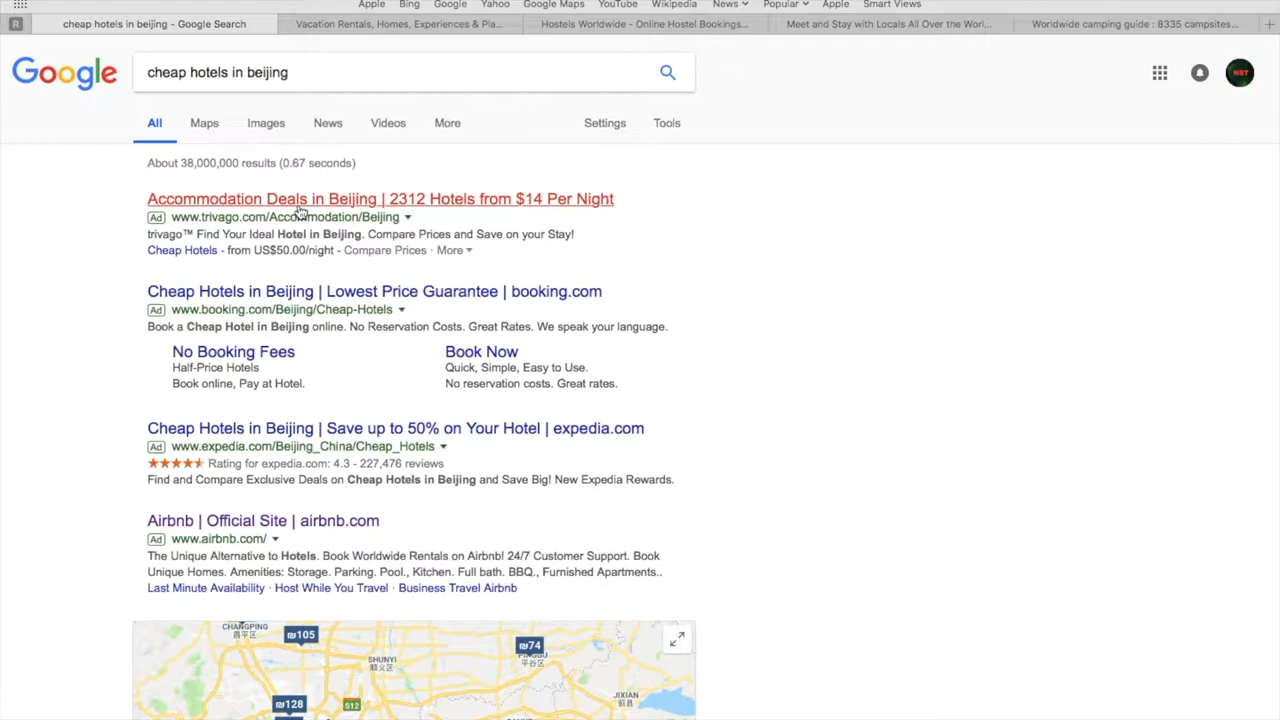 Apple Bing Google Yahoo Google Maps YouTube Wikipedia News Popular Apple Smart Views
R cheap hotels in beijing - Google Search Vacation Rentals, Homes, Experiences & Pla... Hostels Worldwide - Online Hostel Bookings... Meet and Stay with Locals All Over the Worl... Worldwide camping guide : 8335 campsites... +
Google cheap hotels in beijing
All Maps Images News Videos More Settings Tools
About 38,000,000 results (0.67 seconds)
Accommodation Deals in Beijing | 2312 Hotels from $14 Per Night
Ad www.trivago.com/Accommodation/Beijing
trivago™ Find Your Ideal Hotel in Beijing. Compare Prices and Save on your Stay!
Cheap Hotels - from US$50.00/night - Compare Prices · More
Cheap Hotels in Beijing | Lowest Price Guarantee | booking.com
Ad www.booking.com/Beijing/Cheap-Hotels
Book a Cheap Hotel in Beijing online. No Reservation Costs. Great Rates. We speak your language.
No Booking Fees Book Now
Half-Price Hotels Quick, Simple, Easy to Use.
Book online, Pay at Hotel. No reservation costs. Great rates.
Cheap Hotels in Beijing | Save up to 50% on Your Hotel | expedia.com
Ad www.expedia.com/Beijing_China/Cheap_Hotels
Rating for expedia.com: 4.3 - 227,476 reviews
Find and Compare Exclusive Deals on Cheap Hotels in Beijing and Save Big! New Expedia Rewards.
Airbnb | Official Site | airbnb.com
Ad www.airbnb.com/
The Unique Alternative to Hotels. Book Worldwide Rentals on Airbnb! 24/7 Customer Support. Book
Unique Homes. Amenities: Storage. Parking. Pool., Kitchen. Full bath. BBQ., Furnished Apartments..
Last Minute Availability · Host While You Travel · Business Travel Airbnb
CHANGPING
昌平区
₪105
₪74
平谷区
SHUNYI
顺义区
JIXIAN
₪128
S12